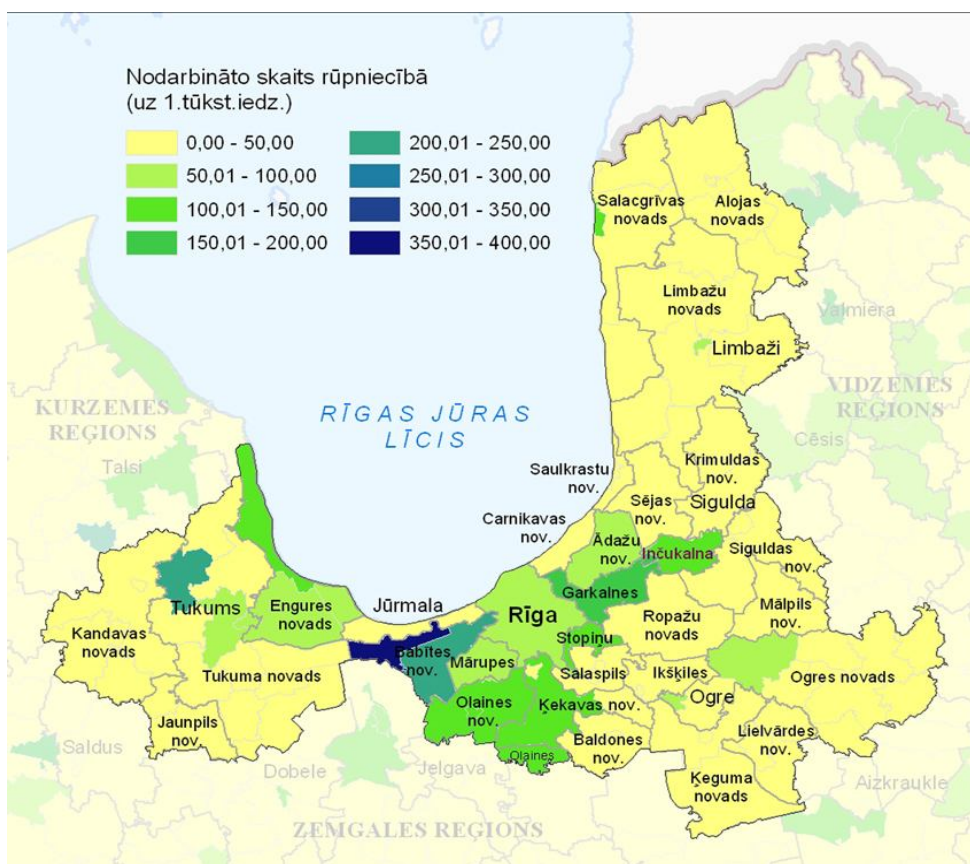 Nodarbināto skaits rūpniecībā
(uz 1.tūkst.iedz.)
0,00 - 50,00
50,01 - 100,00
100,01 - 150,00
150,01 - 200,00
200,01 - 250,00
250,01 - 300,00
300,01 - 350,00
350,01 - 400,00
Salacgrīvas
novads
Alojas
novads
Limbažu
novads
Limbaži
Valmiera
VIDZEMES
REĢIONS
Cēsis
KURZEMES
REĢIONS
Talsi
RĪGAS JŪRAS
LĪCIS
Saulkrastu
nov.
Krimuldas
nov.
Sējas
nov.
Sigulda
Carnikavas
nov.
Ādažu
nov.
Inčukalna
Siguldas
nov.
Garkalnes
Mālpils
nov.
Tukums
Engures
novads
Jūrmala
Rīga
Ropažu
novads
Stopiņu
Kandavas
novads
Babītes
nov.
Mārupes
Salaspils
Ikšķiles
Ogres novads
Tukuma novads
Ogre
Olaines
nov.
Ķekavas nov.
Jaunpils
nov.
Baldones
nov.
Lielvārdes
nov.
Olaines
Saldus
Dobele
Jelgava
Ķeguma
novads
Aizkraukle
ZEMGALES REĢIONS